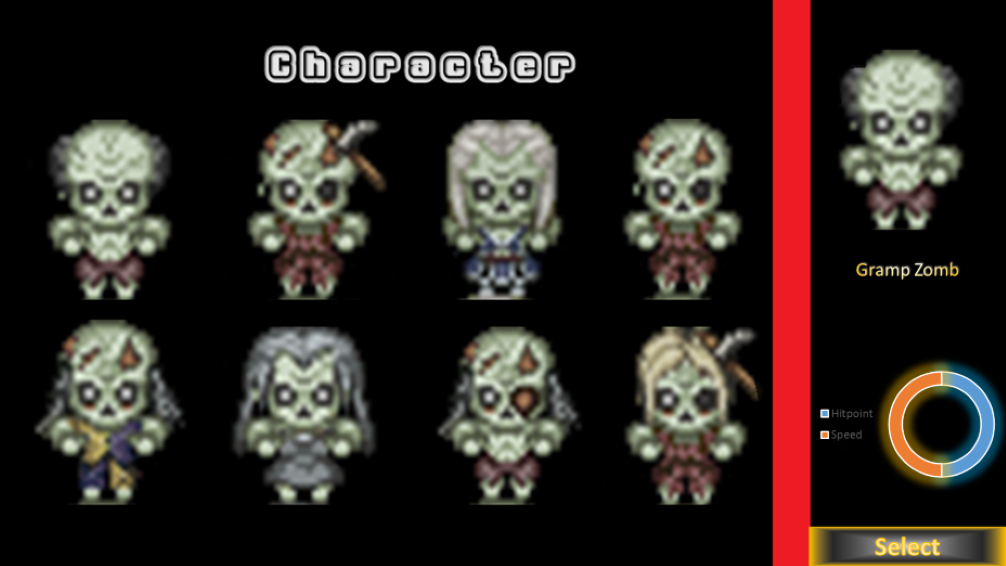 Character
Gramp Zomb
Hitpoint
Speed
Select